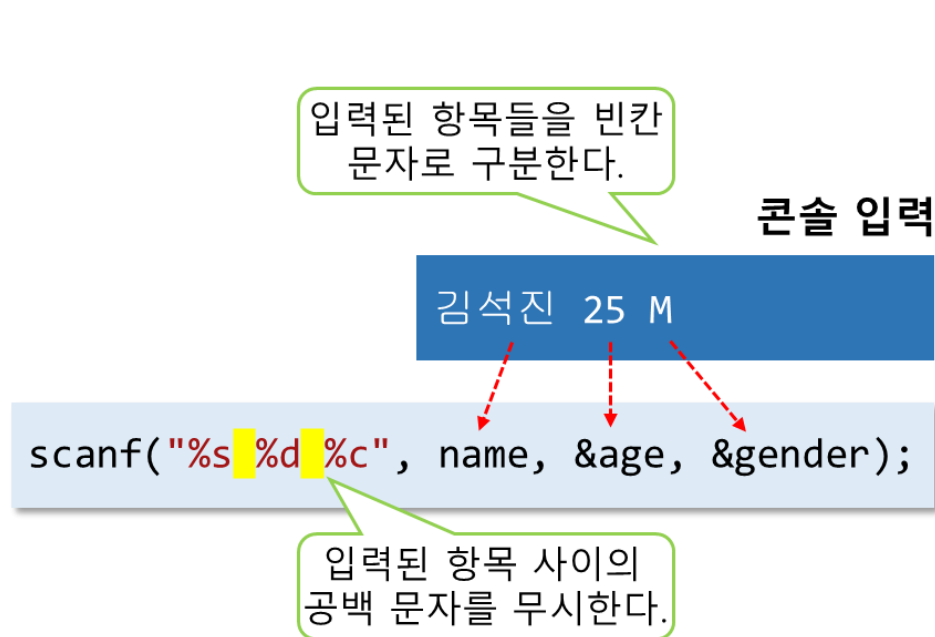 입력된 항목들을 빈칸
문자로 구분한다.
콘솔 입력
김석진 25 M
scanf("%s %d %c", name, &age, &gender);
입력된 항목 사이의
공백 문자를 무시한다.